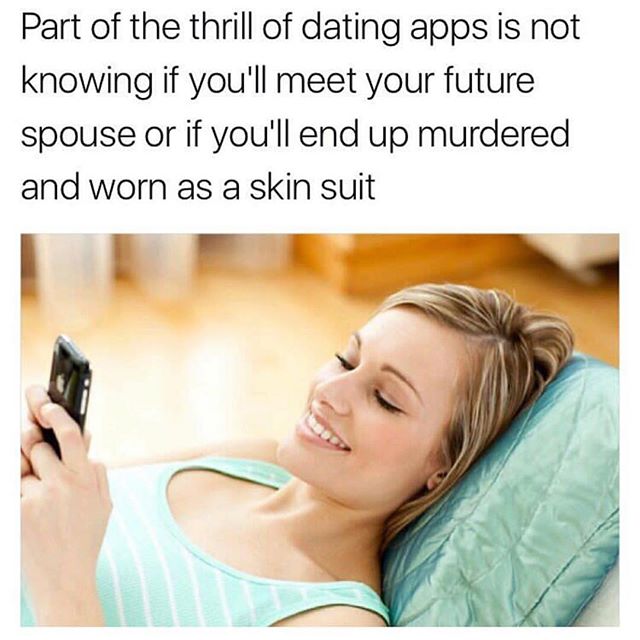 Part of the thrill of dating apps is not
knowing if you'll meet your future
spouse or if you'll end up murdered
and worn as a skin suit